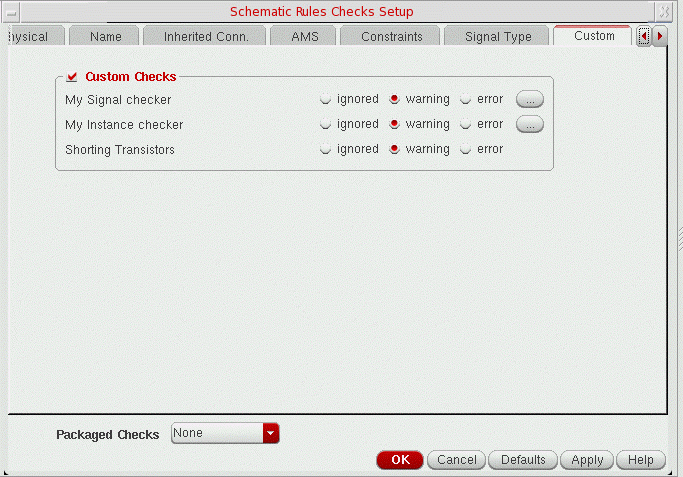 Schematic Rules Checks Setup
hysical Name Inherited Conn. AMS Constraints Signal Type Custom
Custom Checks
My Signal checker ignored warning error ...
My Instance checker ignored warning error ...
Shorting Transistors ignored warning error
Packaged Checks None
OK Cancel Defaults Apply Help